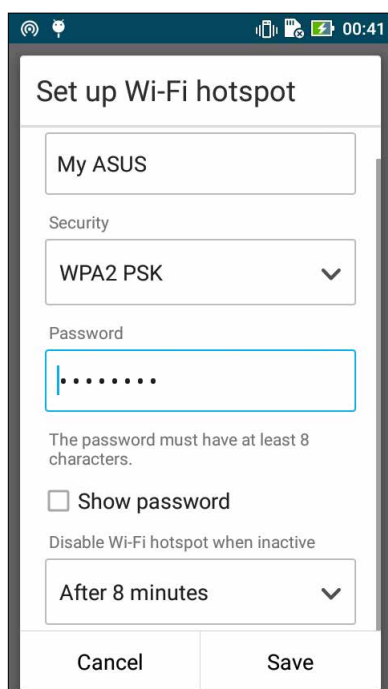 00:41
Set up Wi-Fi hotspot
My ASUS
Security
WPA2 PSK
Password
••••••••
The password must have at least 8
characters.
Show password
Disable Wi-Fi hotspot when inactive
After 8 minutes
Cancel
Save